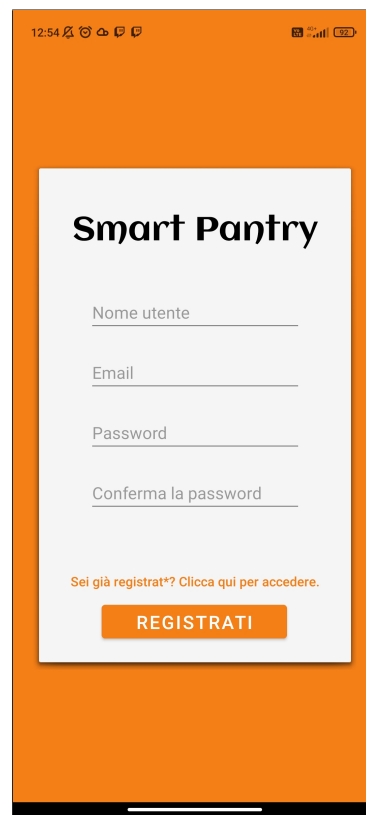 12:54
92
Smart Pantry
Nome utente
Email
Password
Conferma la password
Sei già registrat*? Clicca qui per accedere.
REGISTRATI